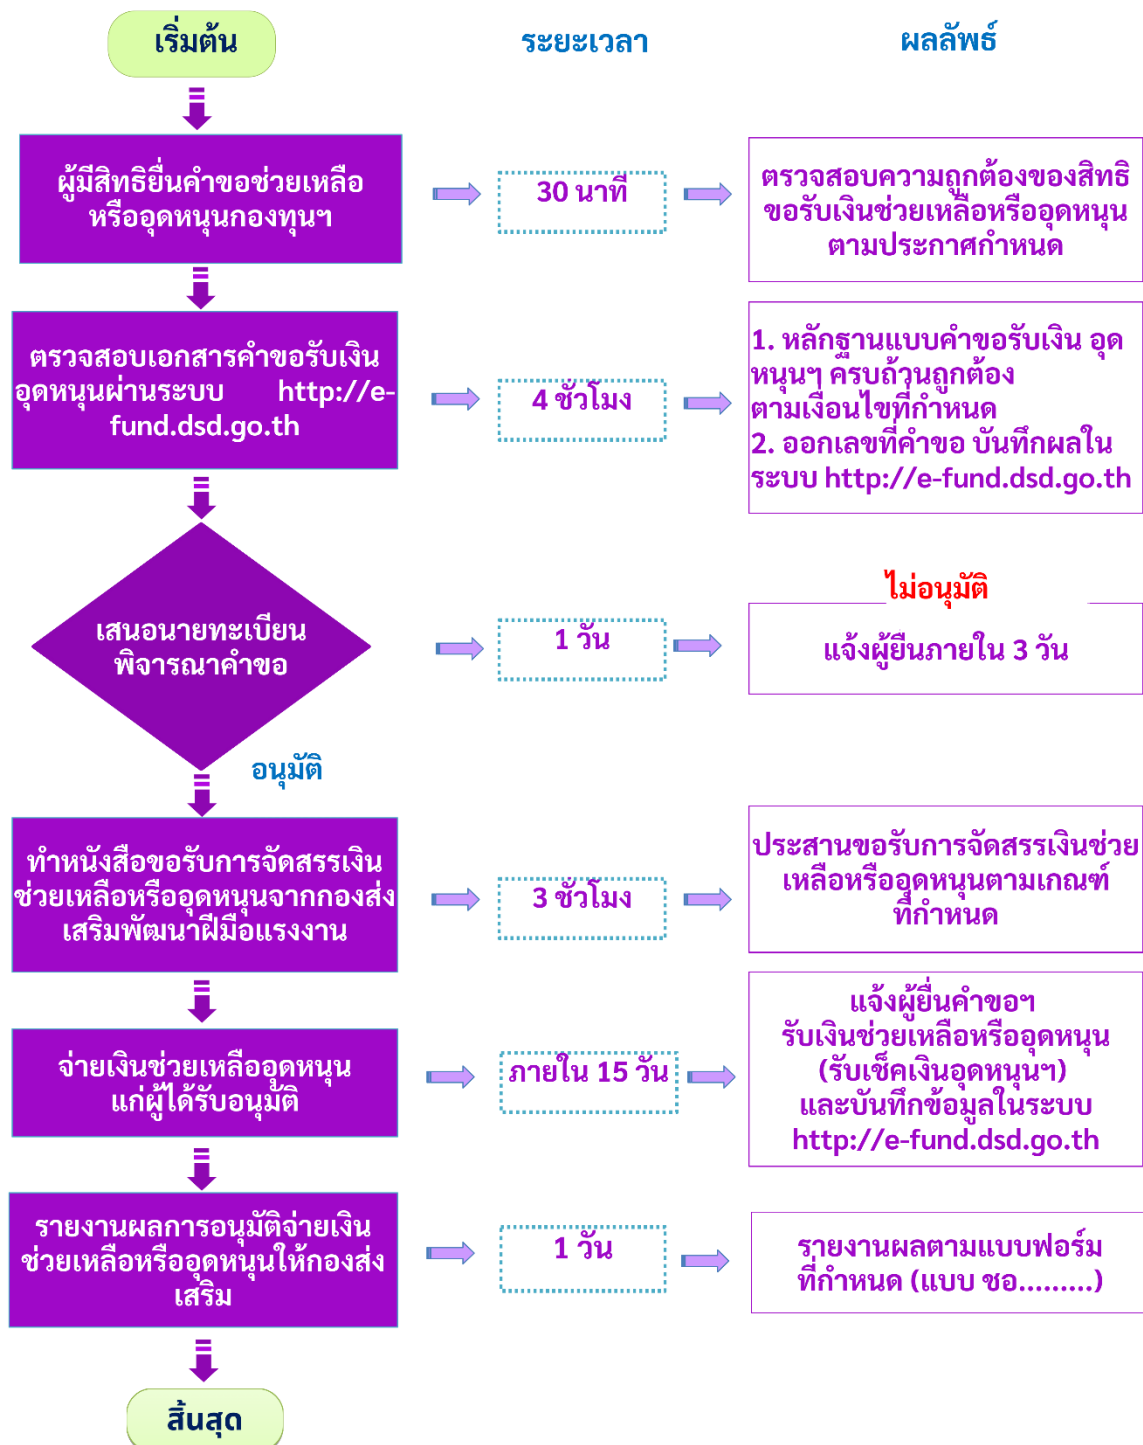 เริ่มต้น
ระยะเวลา
ผลลัพธ์
ผู้มีสิทธิยื่นคำขอช่วยเหลือ
หรืออุดหนุนกองทุนฯ
30 นาที
ตรวจสอบความถูกต้องของสิทธิ
ขอรับเงินช่วยเหลือหรืออุดหนุน
ตามประกาศกำหนด
ตรวจสอบเอกสารคำขอรับเงิน
อุดหนุนผ่านระบบ http://e-
fund.dsd.go.th
4 ชั่วโมง
1. หลักฐานแบบคำขอรับเงิน อุด
หนุนฯ ครบถ้วนถูกต้อง
ตามเงื่อนไขที่กำหนด
2. ออกเลขที่คำขอ บันทึกผลใน
ระบบ http://e-fund.dsd.go.th
เสนอนายทะเบียน
พิจารณาคำขอ
1 วัน
ไม่อนุมัติ
แจ้งผู้ยืนภายใน 3 วัน
อนุมัติ
ทำหนังสือขอรับการจัดสรรเงิน
ช่วยเหลือหรืออุดหนุนจากกองส่ง
เสริมพัฒนาฝีมือแรงงาน
3 ชั่วโมง
ประสานขอรับการจัดสรรเงินช่วย
เหลือหรืออุดหนุนตามเกณฑ์
ที่กำหนด
จ่ายเงินช่วยเหลืออุดหนุน
แก่ผู้ได้รับอนุมัติ
ภายใน 15 วัน
แจ้งผู้ยื่นคำขอฯ
รับเงินช่วยเหลือหรืออุดหนุน
(รับเช็คเงินอุดหนุนฯ)
และบันทึกข้อมูลในระบบ
http://e-fund.dsd.go.th
รายงานผลการอนุมัติจ่ายเงิน
ช่วยเหลือหรืออุดหนุนให้กองส่ง
เสริม
1 วัน
รายงานผลตามแบบฟอร์ม
ที่กำหนด (แบบ ชอ.........)
สิ้นสุด